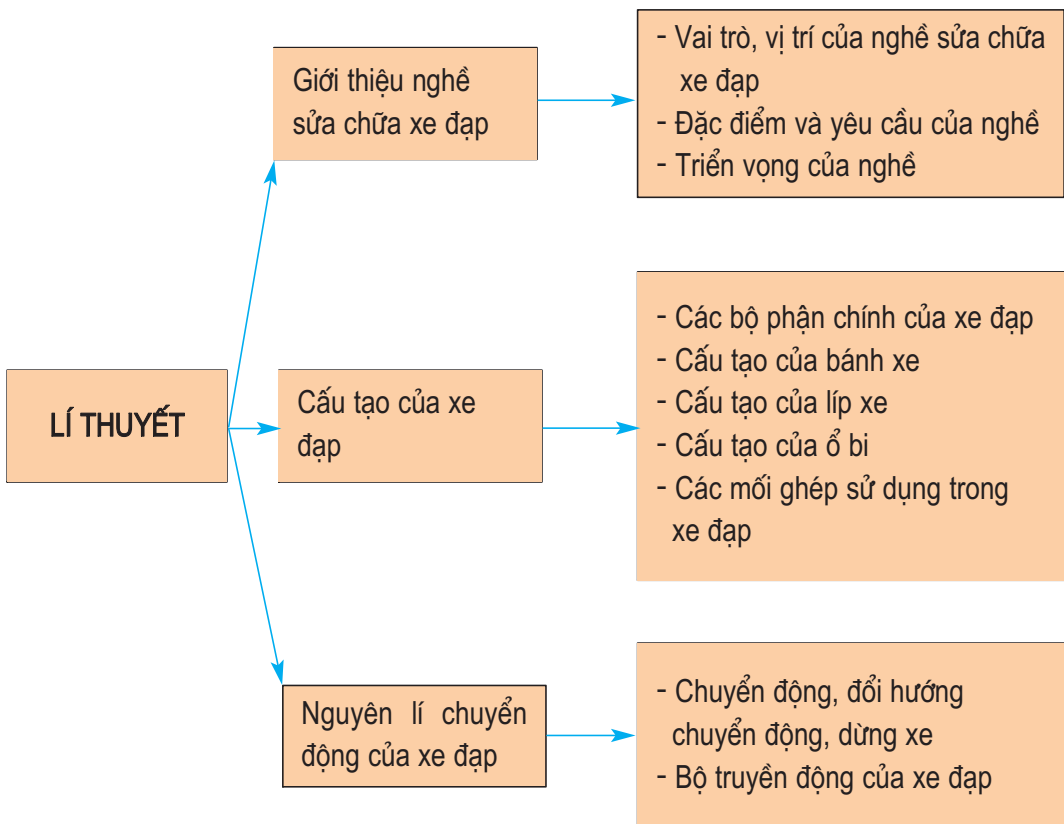 LÍ THUYẾT
Giới thiệu nghề
sửa chữa xe đạp
- Vai trò, vị trí của nghề sửa chữa
xe đạp
- Đặc điểm và yêu cầu của nghề
- Triển vọng của nghề
Cấu tạo của xe
đạp
- Các bộ phận chính của xe đạp
- Cấu tạo của bánh xe
- Cấu tạo của líp xe
- Cấu tạo của ổ bi
- Các mối ghép sử dụng trong
xe đạp
Nguyên lí chuyển
động của xe đạp
- Chuyển động, đổi hướng
chuyển động, dừng xe
- Bộ truyền động của xe đạp